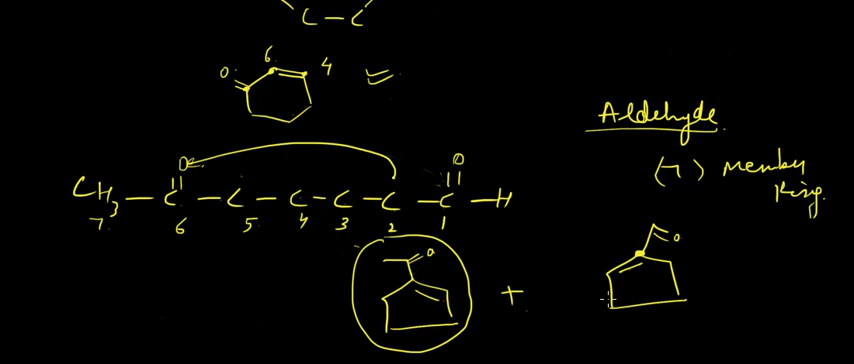 C - C
O 6 4
Aldehyde
(7) Member
Ring.
O O
CH3 - C - C - C - C - C - C - H
7 6 5 4 3 2 1
O + O